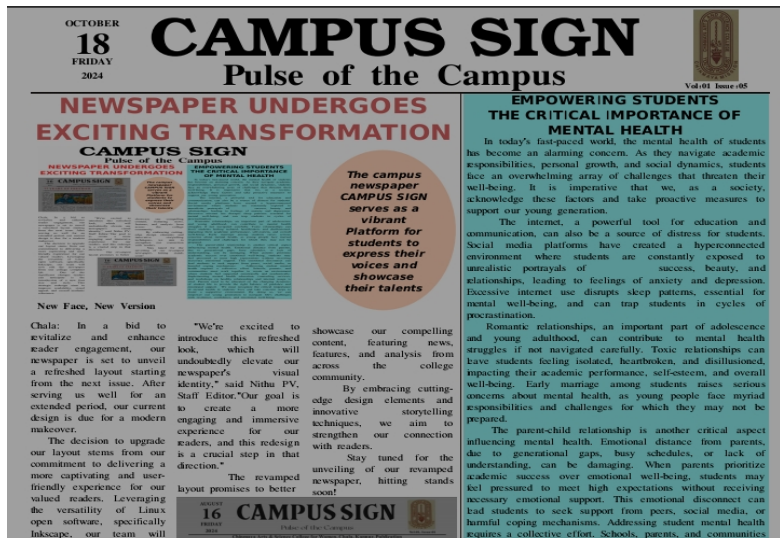 OCTOBER
18
FRIDAY
2024
CAMPUS SIGN
Pulse of the Campus
Vol:01 Issue:05
NEWSPAPER UNDERGOES
EXCITING TRANSFORMATION
CAMPUS SIGN
Pulse of the Campus
NEWSPAPER UNDERGOES
EXCITING TRANSFORMATION
EMPOWERING STUDENTS
THE CRITICAL IMPORTANCE
OF MENTAL HEALTH
CAMPUS SIGN
CAMPUS SIGN
The campus
newspaper
CAMPUS SIGN
serves as a
vibrant
Platform for
students to
express their
voices and
showcase
their talents
New Face, New Version
Chala: In a bid to
revitalize and enhance
reader engagement, our
newspaper is set to unveil
a refreshed layout starting
from the next issue. After
serving us well for an
extended period, our current
design is due for a modern
makeover.
The decision to upgrade
our layout stems from our
commitment to delivering a
more captivating and user-
friendly experience for our
valued readers. Leveraging
the versatility of Linux
open software, specifically
Inkscape, our team will
"We're excited to
introduce this refreshed
look, which will
undoubtedly elevate our
newspaper's visual
identity," said Nithu PV,
Staff Editor."Our goal is
to create a more
engaging and immersive
experience for our
readers, and this redesign
is a crucial step in that
direction."
The revamped
layout promises to better
showcase our compelling
content, featuring news,
features, and analysis from
across the college
community.
By embracing cutting-
edge design elements and
innovative storytelling
techniques, we aim to
strengthen our connection
with readers.
Stay tuned for the
unveiling of our revamped
newspaper, hitting stands
soon!
AUGUST
16
FRIDAY
2024
CAMPUS SIGN
Pulse of the Campus
EMPOWERING STUDENTS
THE CRITICAL IMPORTANCE OF
MENTAL HEALTH
In today's fast-paced world, the mental health of students
has become an alarming concern. As they navigate academic
responsibilities, personal growth, and social dynamics, students
face an overwhelming array of challenges that threaten their
well-being. It is imperative that we, as a society,
acknowledge these factors and take proactive measures to
support our young generation.
The internet, a powerful tool for education and
communication, can also be a source of distress for students.
Social media platforms have created a hyperconnected
environment where students are constantly exposed to
unrealistic portrayals of success, beauty, and
relationships, leading to feelings of anxiety and depression.
Excessive internet use disrupts sleep patterns, essential for
mental well-being, and can trap students in cycles of
procrastination.
Romantic relationships, an important part of adolescence
and young adulthood, can contribute to mental health
struggles if not navigated carefully. Toxic relationships can
leave students feeling isolated, heartbroken, and disillusioned,
impacting their academic performance, self-esteem, and overall
well-being. Early marriage among students raises serious
concerns about mental health, as young people face myriad
responsibilities and challenges for which they may not be
prepared.
The parent-child relationship is another critical aspect
influencing mental health. Emotional distance from parents,
due to generational gaps, busy schedules, or lack of
understanding, can be damaging. When parents prioritize
academic success over emotional well-being, students may
feel pressured to meet high expectations without receiving
necessary emotional support. This emotional disconnect can
lead students to seek support from peers, social media, or
harmful coping mechanisms. Addressing student mental health
requires a collective effort. Schools, parents, and communities